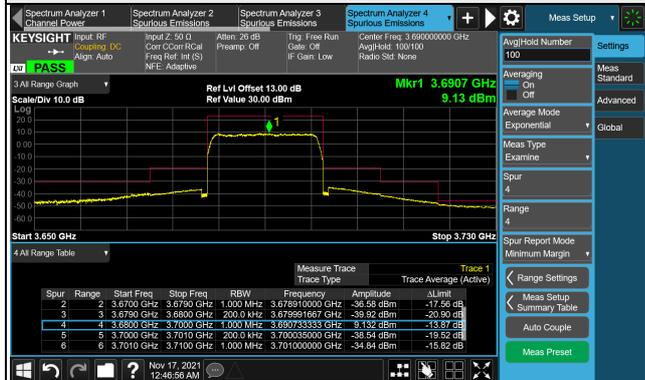 Spectrum Analyzer 1 Channel Power
Spectrum Analyzer 2 Spurious Emissions
Spectrum Analyzer 3 Spurious Emissions
Spectrum Analyzer 4 Spurious Emissions
Meas Setup
KEYSIGHT Input: RF Input Z: 50 Ω Atten: 26 dB Trig: Free Run Center Freq: 3.690000000 GHz
Coupling: DC Corr CCorr RCal Preamp: Off Gate: Off Avg|Hold: 100/100
Align: Auto Freq Ref: Int (S) IF Gain: Low Radio Std: None
NFE: Adaptive
LXI PASS
3 All Range Graph
Ref Lvl Offset 13.00 dB
Mkr1 3.6907 GHz
Scale/Div 10.0 dB
Ref Value 30.00 dBm
9.13 dBm
Log
20.0
10.0
0.00
-10.0
-20.0
-30.0
-40.0
-50.0
-60.0
1
Start 3.650 GHz
Stop 3.730 GHz
4 All Range Table
Measure Trace Trace 1
Trace Type Trace Average (Active)
Spur Range Start Freq Stop Freq RBW Frequency Amplitude ΔLimit
2 2 3.6700 GHz 3.6790 GHz 1.000 MHz 3.678910000 GHz -36.58 dBm -17.56 dB
3 3 3.6790 GHz 3.6800 GHz 200.0 kHz 3.679991667 GHz -39.92 dBm -20.90 dB
4 4 3.6800 GHz 3.7000 GHz 1.000 MHz 3.690733333 GHz 9.132 dBm -13.87 dB
5 5 3.7000 GHz 3.7010 GHz 200.0 kHz 3.700035000 GHz -38.54 dBm -19.52 dB
6 6 3.7010 GHz 3.7100 GHz 1.000 MHz 3.701000000 GHz -34.84 dBm -15.82 dB
Nov 17, 2021
12:46:56 AM
Avg|Hold Number
100
Averaging
On
Off
Average Mode
Exponential
Meas Type
Examine
Spur
4
Range
4
Spur Report Mode
Minimum Margin
Range Settings
Meas Setup
Summary Table
Auto Couple
Meas Preset
Settings
Meas
Standard
Advanced
Global